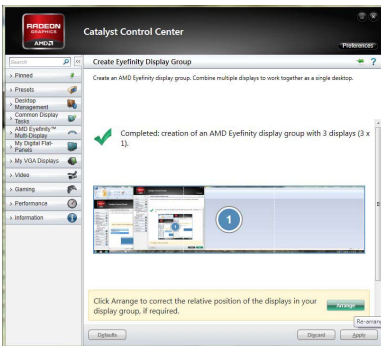 RADEON
GRAPHICS
AMD
Catalyst Control Center
Preferences
Search
Create Eyefinity Display Group
Pinned
Presets
Desktop
Management
Common Display
Tasks
AMD Eyefinity™
Multi-Display
My Digital Flat-
Panels
My VGA Displays
Video
Gaming
Performance
Information
Create an AMD Eyefinity display group. Combine multiple displays to work together as a single desktop.
Completed: creation of an AMD Eyefinity display group with 3 displays (3 x
1).
1
Click Arrange to correct the relative position of the displays in your
display group, if required.
Arrange
Re-arran
Defaults
Discard
Apply